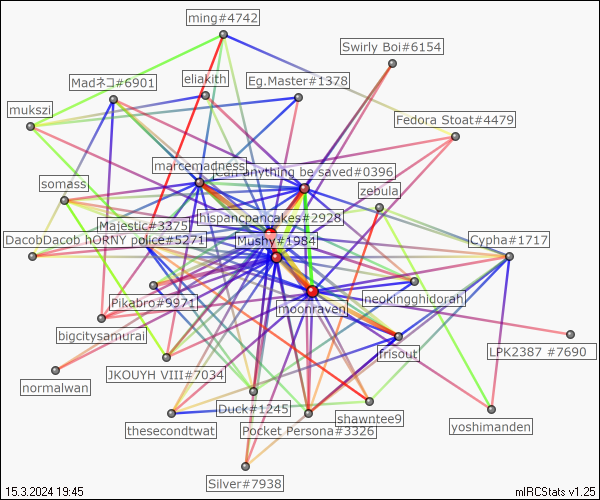 ming#4742
Swirly Boi#6154
Madネコ#6901
eliakith
Eg.Master#1378
mukszi
Fedora Stoat#4479
marcemadness
Can anything be saved#0396
somass
zebula
hispancpancakes#2928
Majestic#3375
DacobDacob hORNY police#5271
Mushy#1984
Cypha#1717
Pikabro#9971
moonraven
neokingghidorah
bigcitysamurai
frisout
LPK2387 #7690
JKOUYH VIII#7034
normalwan
Duck#1245
shawntee9
yoshimanden
thesecondtwat
Pocket Persona#3326
Silver#7938
15.3.2024 19:45
mIRCStats v1.25